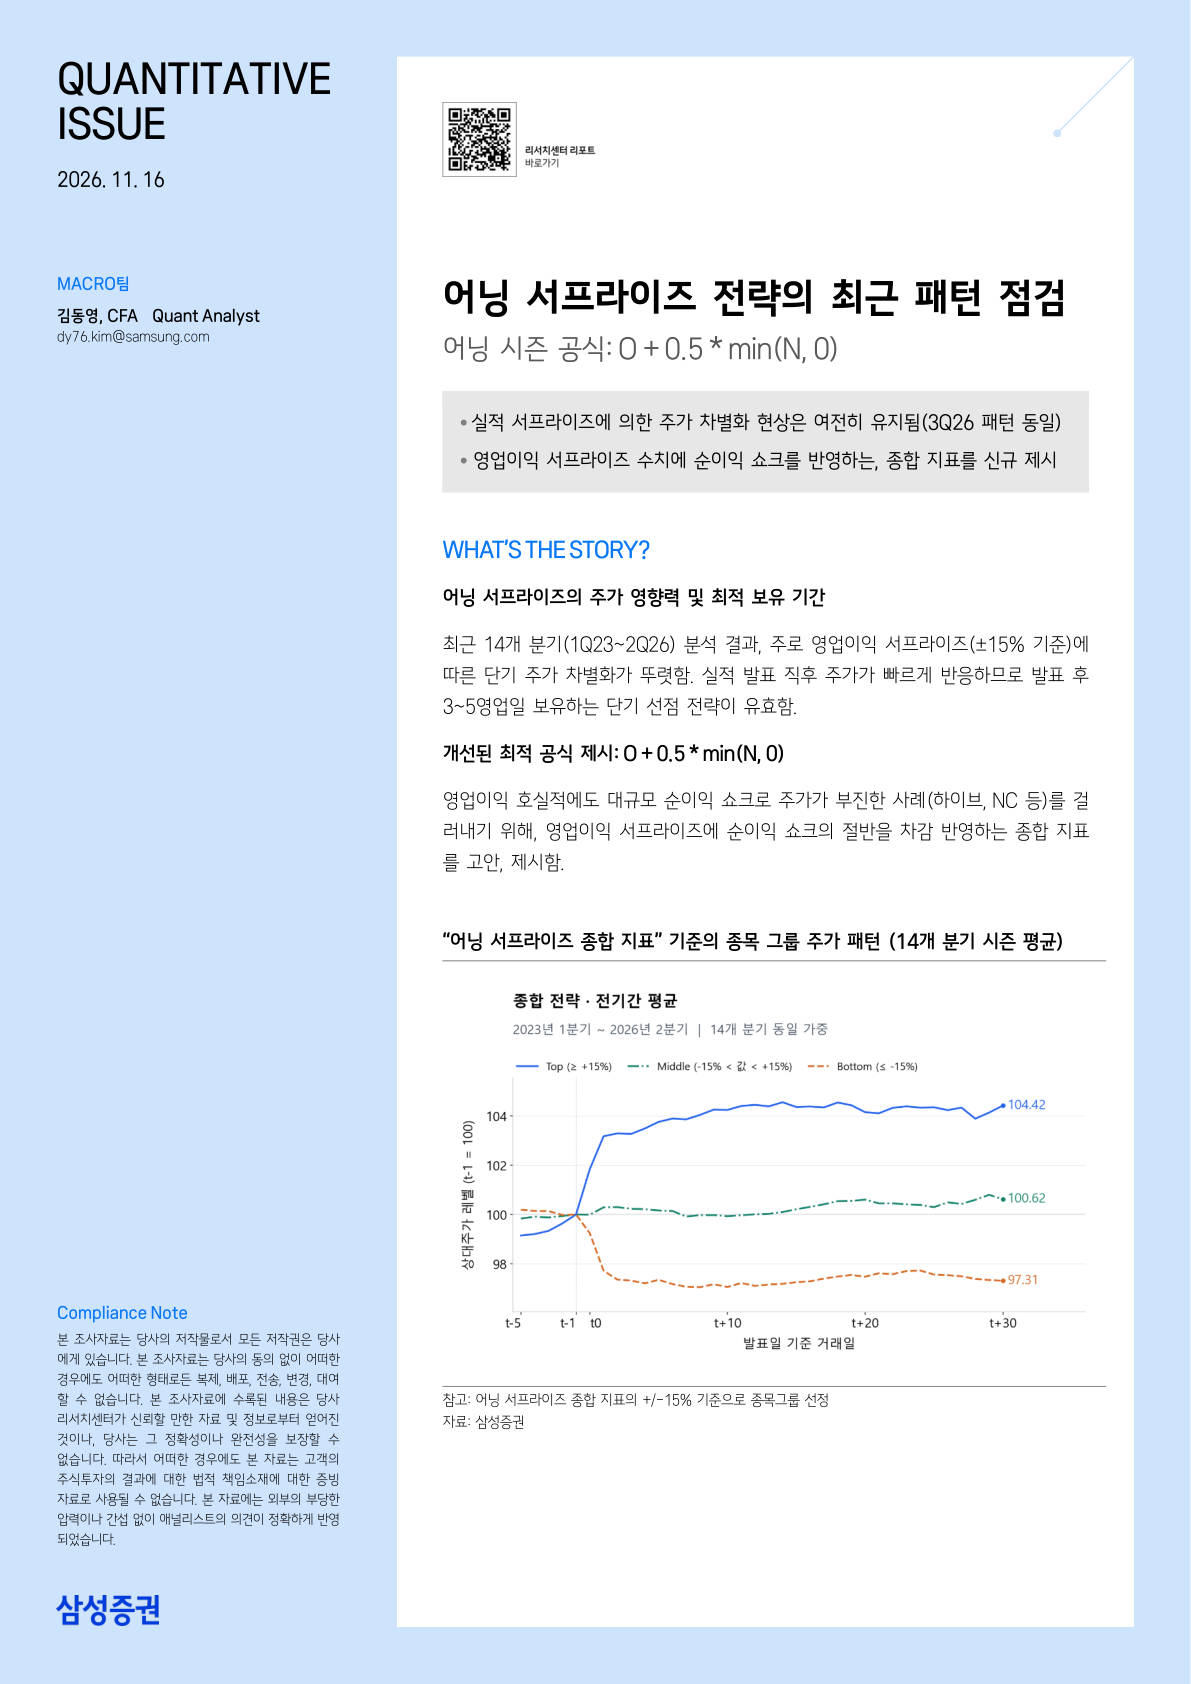 QUANTITATIVE
ISSUE
2026. 11. 16
MACRO팀
김동영, CFA Quant Analyst
dy76.kim@samsung.com
리서치센터 리포트
바로가기
어닝 서프라이즈 전략의 최근 패턴 점검
어닝 시즌 공식: O + 0.5 * min(N, 0)
• 실적 서프라이즈에 의한 주가 차별화 현상은 여전히 유지됨(3Q26 패턴 동일)
• 영업이익 서프라이즈 수치에 순이익 쇼크를 반영하는, 종합 지표를 신규 제시
WHAT'S THE STORY?
어닝 서프라이즈의 주가 영향력 및 최적 보유 기간
최근 14개 분기(1Q23~2Q26) 분석 결과, 주로 영업이익 서프라이즈(±15% 기준)에
따른 단기 주가 차별화가 뚜렷함. 실적 발표 직후 주가가 빠르게 반응하므로 발표 후
3~5영업일 보유하는 단기 선점 전략이 유효함.
개선된 최적 공식 제시: O + 0.5 * min(N, 0)
영업이익 호실적에도 대규모 순이익 쇼크로 주가가 부진한 사례(하이브, NC 등)를 걸
러내기 위해, 영업이익 서프라이즈에 순이익 쇼크의 절반을 차감 반영하는 종합 지표
를 고안, 제시함.
“어닝 서프라이즈 종합 지표” 기준의 종목 그룹 주가 패턴 (14개 분기 시즌 평균)
종합 전략 · 전기간 평균
2023년 1분기 ~ 2026년 2분기 | 14개 분기 동일 가중
Top (≥ +15%) Middle (-15% < 값 < +15%) Bottom (≤ -15%)
상대주가 레벨 (t-1 = 100)
104
102
100
98
104.42
100.62
97.31
t-5 t-1 t0 t+10 t+20 t+30
발표일 기준 거래일
참고: 어닝 서프라이즈 종합 지표의 +/-15% 기준으로 종목그룹 선정
자료: 삼성증권
Compliance Note
본 조사자료는 당사의 저작물로서 모든 저작권은 당사
에게 있습니다. 본 조사자료는 당사의 동의 없이 어떠한
경우에도 어떠한 형태로든 복제, 배포, 전송, 변경, 대여
할 수 없습니다. 본 조사자료에 수록된 내용은 당사
리서치센터가 신뢰할 만한 자료 및 정보로부터 얻어진
것이나, 당사는 그 정확성이나 완전성을 보장할 수
없습니다. 따라서 어떠한 경우에도 본 자료는 고객의
주식투자의 결과에 대한 법적 책임소재에 대한 증빙
자료로 사용될 수 없습니다. 본 자료에는 외부의 부당한
압력이나 간섭 없이 애널리스트의 의견이 정확하게 반영
되었습니다.
삼성증권